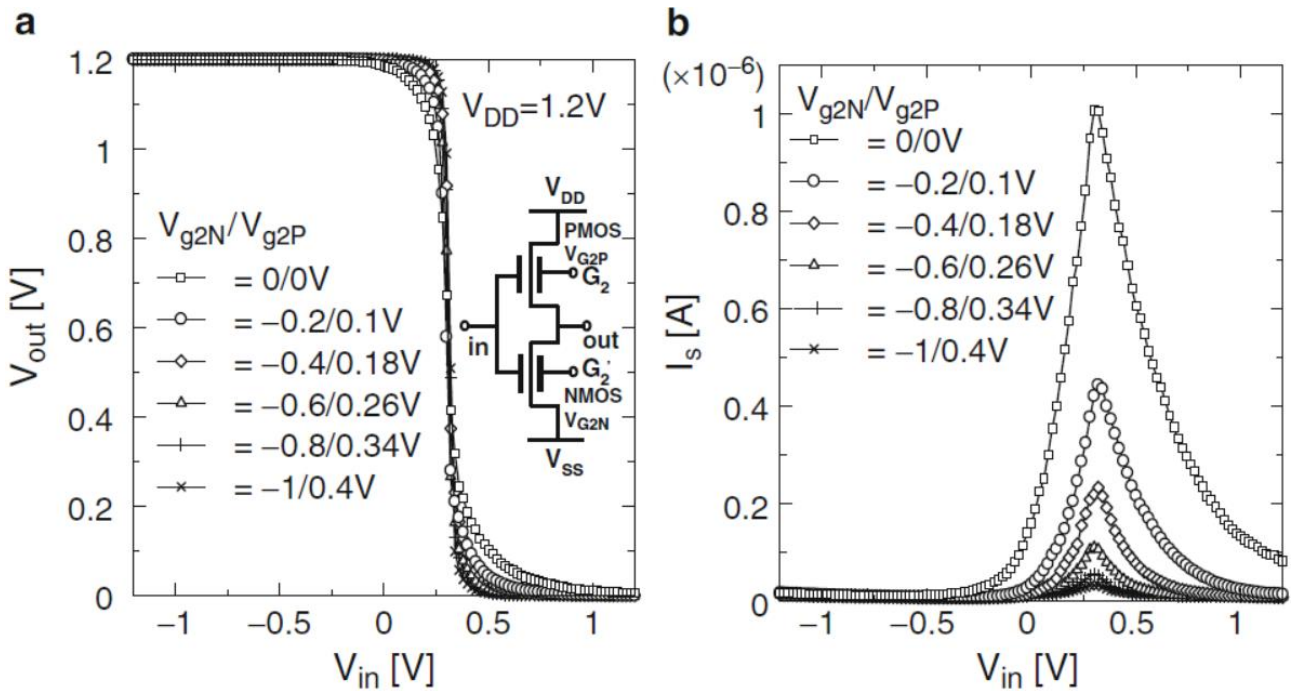 a
1.2
1
0.8
0.6
0.4
0.2
0
V_out [V]
V_DD=1.2V
V_g2N/V_g2P
= 0/0V
= −0.2/0.1V
= −0.4/0.18V
= −0.6/0.26V
= −0.8/0.34V
= −1/0.4V
V_DD
PMOS
V_G2P
G_2
in
out
G_2'
NMOS
V_G2N
V_SS
−1
−0.5
0
0.5
1
V_in [V]
b
(×10⁻⁶)
1
0.8
0.6
0.4
0.2
0
I_s [A]
V_g2N/V_g2P
= 0/0V
= −0.2/0.1V
= −0.4/0.18V
= −0.6/0.26V
= −0.8/0.34V
= −1/0.4V
−1
−0.5
0
0.5
1
V_in [V]